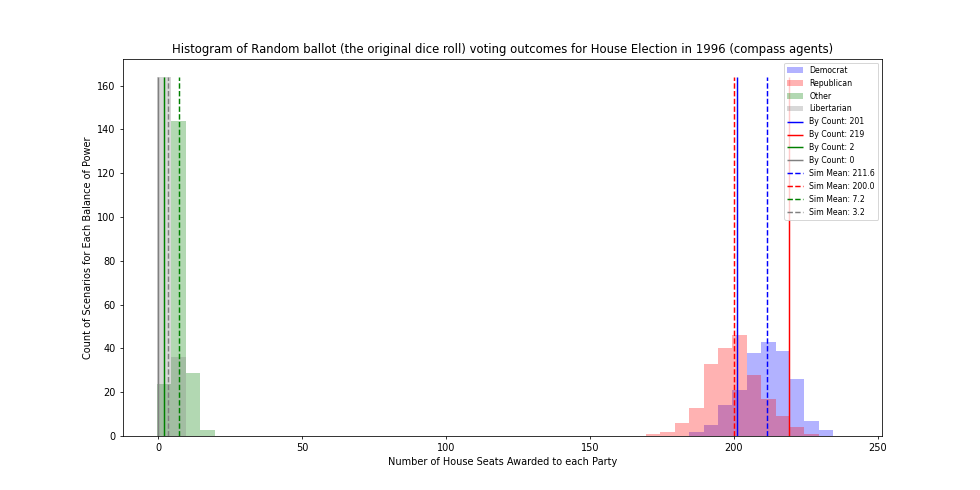 Histogram of Random ballot (the original dice roll) voting outcomes for House Election in 1996 (compass agents)
Count of Scenarios for Each Balance of Power
160
140
120
100
80
60
40
20
0
0 50 100 150 200 250
Number of House Seats Awarded to each Party
Democrat
Republican
Other
Libertarian
By Count: 201
By Count: 219
By Count: 2
By Count: 0
Sim Mean: 211.6
Sim Mean: 200.0
Sim Mean: 7.2
Sim Mean: 3.2